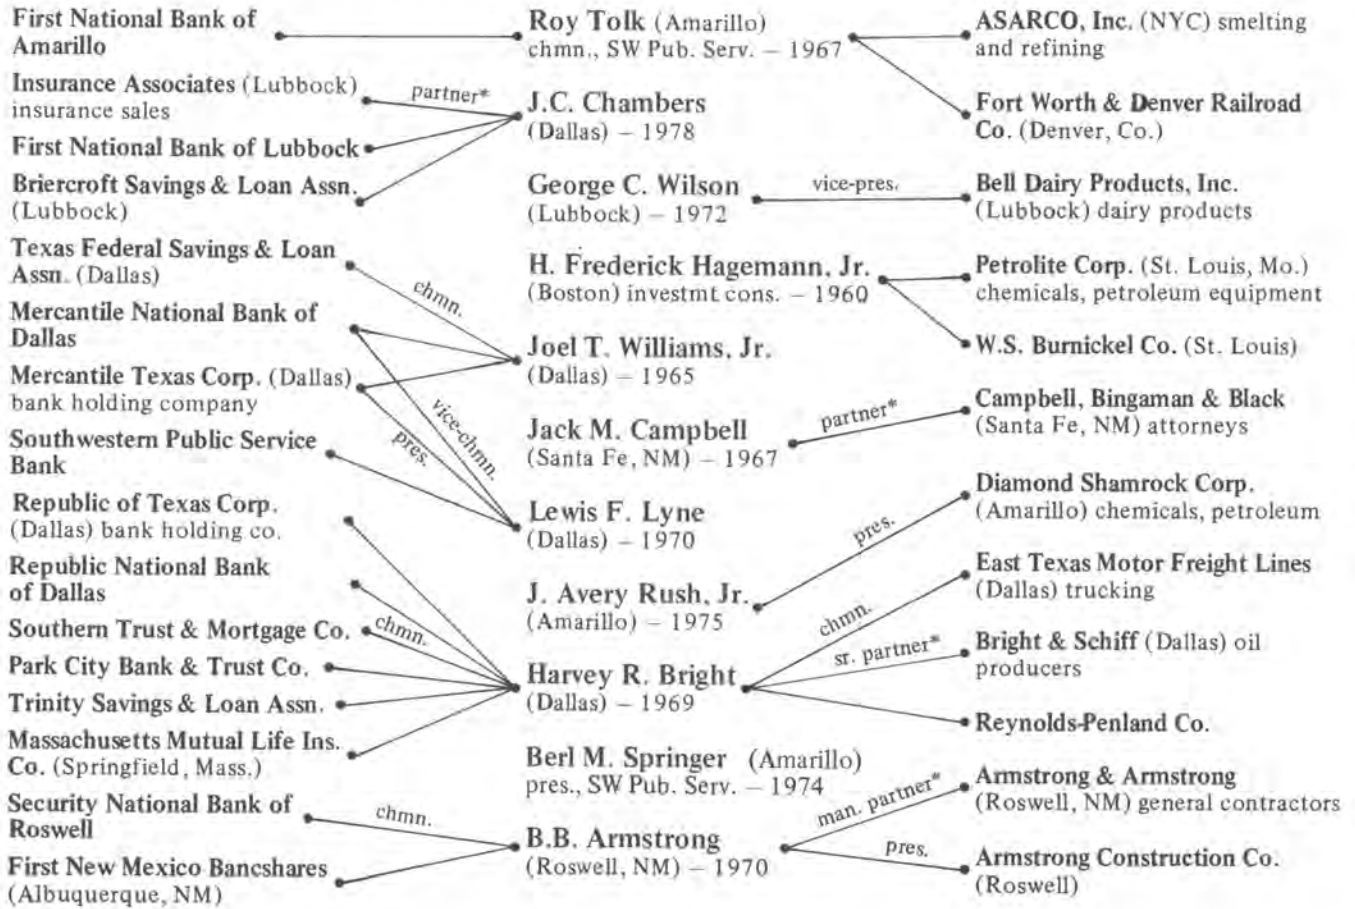 First National Bank of
Amarillo
Insurance Associates (Lubbock)
insurance sales
First National Bank of Lubbock
Briercroft Savings & Loan Assn.
(Lubbock)
Texas Federal Savings & Loan
Assn. (Dallas)
Mercantile National Bank of
Dallas
Mercantile Texas Corp. (Dallas)
bank holding company
Southwestern Public Service
Bank
Republic of Texas Corp.
(Dallas) bank holding co.
Republic National Bank
of Dallas
Southern Trust & Mortgage Co.
Park City Bank & Trust Co.
Trinity Savings & Loan Assn.
Massachusetts Mutual Life Ins.
Co. (Springfield, Mass.)
Security National Bank of
Roswell
First New Mexico Bancshares
(Albuquerque, NM)
partner*
chmn.
vice-chmn.
pres.
chmn.
chmn.
Roy Tolk (Amarillo)
chmn., SW Pub. Serv. – 1967
J.C. Chambers
(Dallas) – 1978
George C. Wilson
(Lubbock) – 1972
H. Frederick Hagemann, Jr.
(Boston) investmt cons. – 1960
Joel T. Williams, Jr.
(Dallas) – 1965
Jack M. Campbell
(Santa Fe, NM) – 1967
Lewis F. Lyne
(Dallas) – 1970
J. Avery Rush, Jr.
(Amarillo) – 1975
Harvey R. Bright
(Dallas) – 1969
Berl M. Springer (Amarillo)
pres., SW Pub. Serv. – 1974
B.B. Armstrong
(Roswell, NM) – 1970
vice-pres.
partner*
pres.
chmn.
sr. partner*
man. partner*
pres.
ASARCO, Inc. (NYC) smelting
and refining
Fort Worth & Denver Railroad
Co. (Denver, Co.)
Bell Dairy Products, Inc.
(Lubbock) dairy products
Petrolite Corp. (St. Louis, Mo.)
chemicals, petroleum equipment
W.S. Burnickel Co. (St. Louis)
Campbell, Bingaman & Black
(Santa Fe, NM) attorneys
Diamond Shamrock Corp.
(Amarillo) chemicals, petroleum
East Texas Motor Freight Lines
(Dallas) trucking
Bright & Schiff (Dallas) oil
producers
Reynolds-Penland Co.
Armstrong & Armstrong
(Roswell, NM) general contractors
Armstrong Construction Co.
(Roswell)